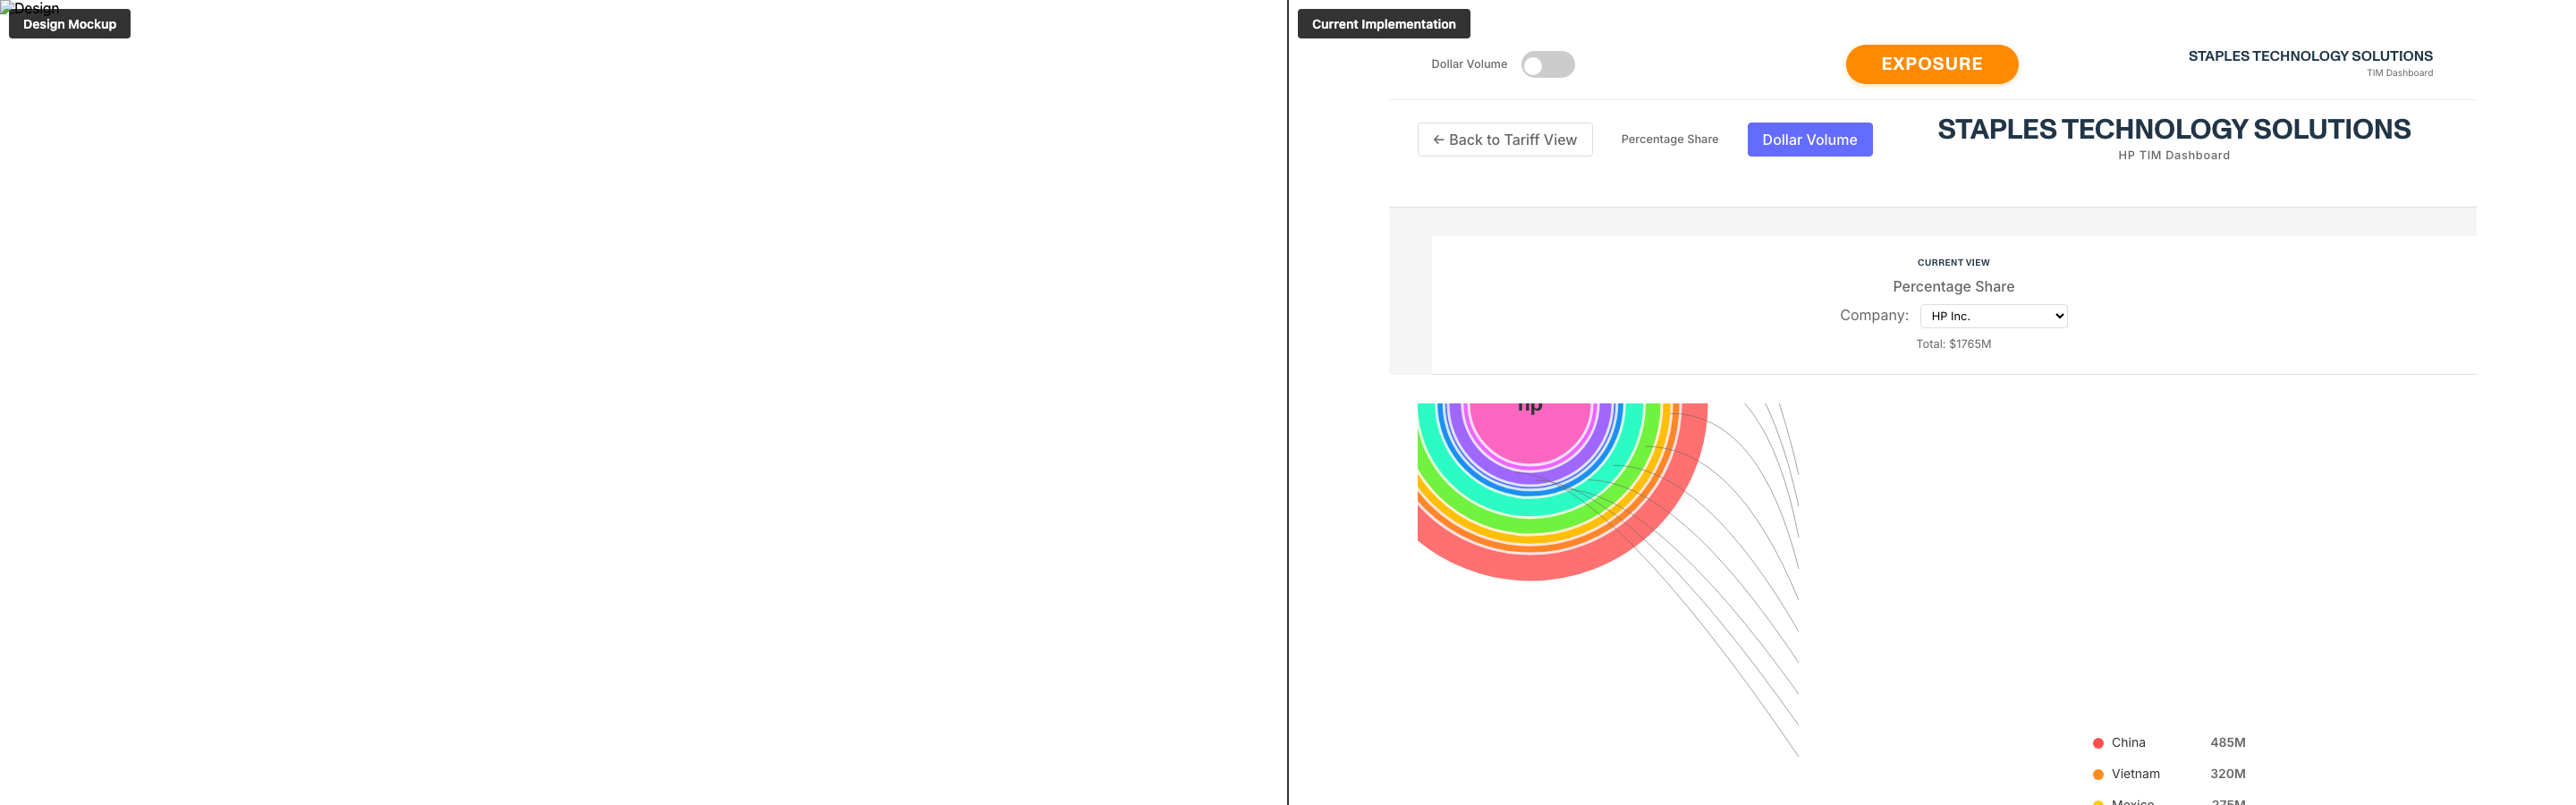 Design
Design Mockup
Current Implementation
Dollar Volume
EXPOSURE
STAPLES TECHNOLOGY SOLUTIONS
TIM Dashboard
← Back to Tariff View
Percentage Share
Dollar Volume
STAPLES TECHNOLOGY SOLUTIONS
HP TIM Dashboard
CURRENT VIEW
Percentage Share
Company: HP Inc.
Total: $1765M
hp
China 485M
Vietnam 320M
Mexico 275M